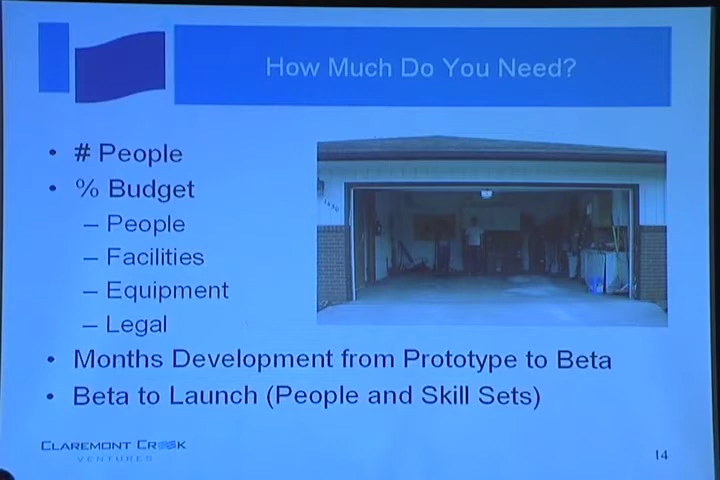 How Much Do You Need?
• # People
• % Budget
– People
– Facilities
– Equipment
– Legal
• Months Development from Prototype to Beta
• Beta to Launch (People and Skill Sets)
CLAREMONT CREEK
VENTURES
14